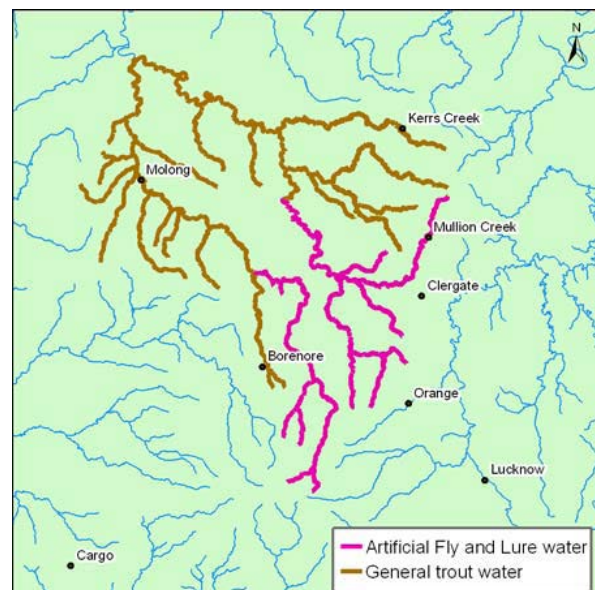 N
Kerrs Creek
Molong
Mullion Creek
Clergate
Borenore
Orange
Lucknow
Cargo
Artificial Fly and Lure water
General trout water